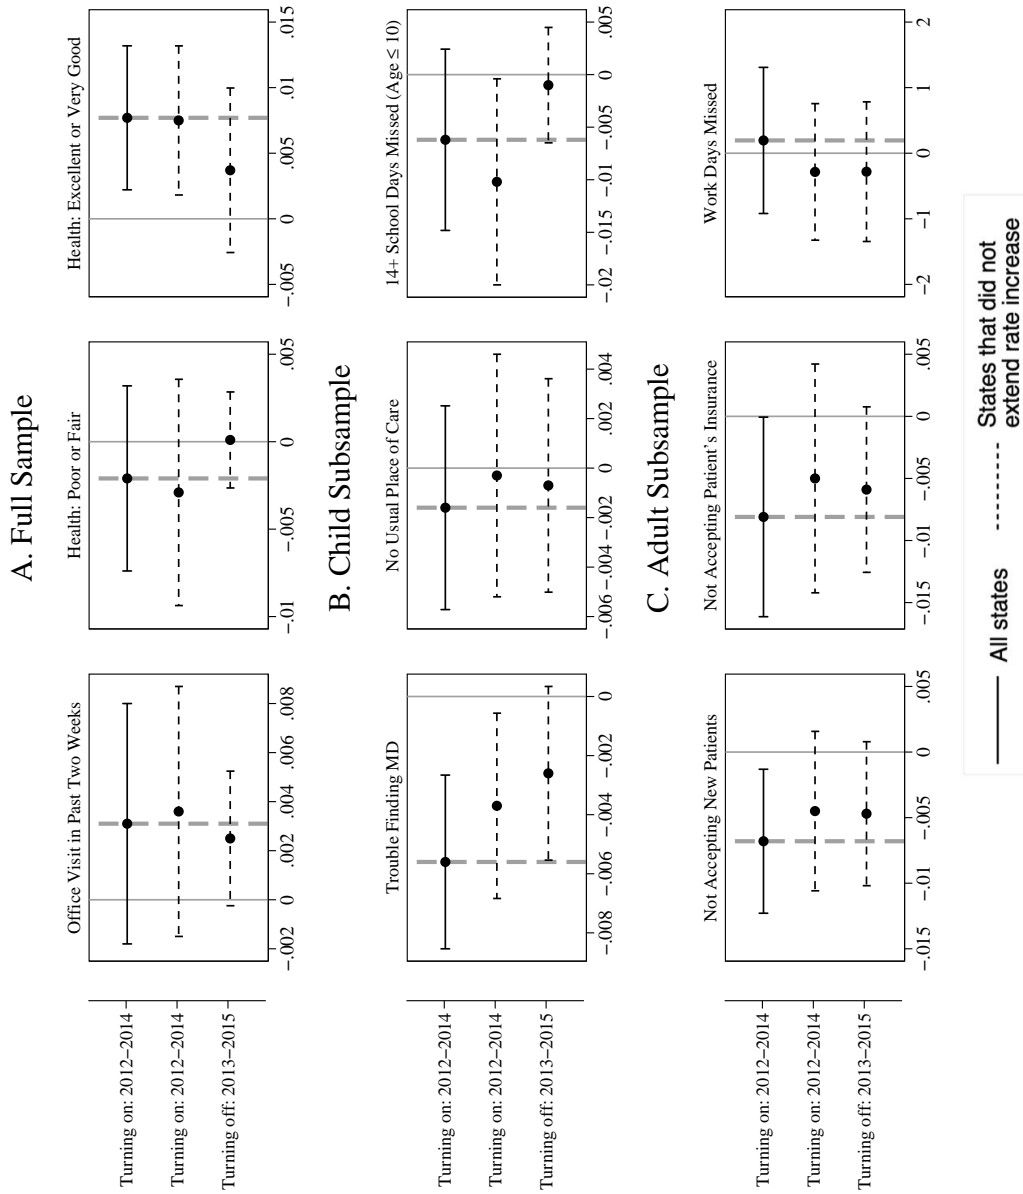 A. Full Sample
Office Visit in Past Two Weeks
Health: Poor or Fair
Health: Excellent or Very Good
Turning on: 2012–2014
Turning on: 2012–2014
Turning off: 2013–2015
−.002 0 .002 .004 .006 .008
−.01 −.005 0 .005
−.005 0 .005 .01 .015
B. Child Subsample
Trouble Finding MD
No Usual Place of Care
14+ School Days Missed (Age ≤ 10)
Turning on: 2012–2014
Turning on: 2012–2014
Turning off: 2013–2015
−.008 −.006 −.004 −.002 0
−.006 −.004 −.002 0 .002 .004
−.02 −.015 −.01 −.005 0 .005
C. Adult Subsample
Not Accepting New Patients
Not Accepting Patient's Insurance
Work Days Missed
Turning on: 2012–2014
Turning on: 2012–2014
Turning off: 2013–2015
−.015 −.01 −.005 0 .005
−.015 −.01 −.005 0 .005
−2 −1 0 1 2
All states
States that did not
extend rate increase